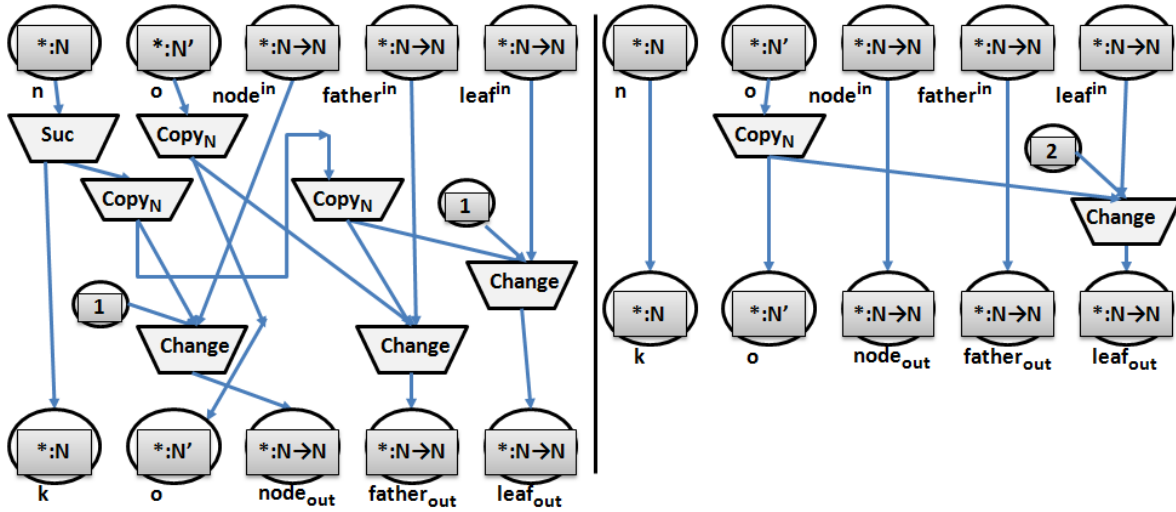 *:N *:N’ *:N→N *:N→N *:N→N
n o node^in father^in leaf^in
Suc Copy_N
Copy_N Copy_N 1
Change
1
Change Change
*:N *:N’ *:N→N *:N→N *:N→N
k o node_out father_out leaf_out
*:N *:N’ *:N→N *:N→N *:N→N
n o node^in father^in leaf^in
Copy_N
2
Change
*:N *:N’ *:N→N *:N→N *:N→N
k o node_out father_out leaf_out